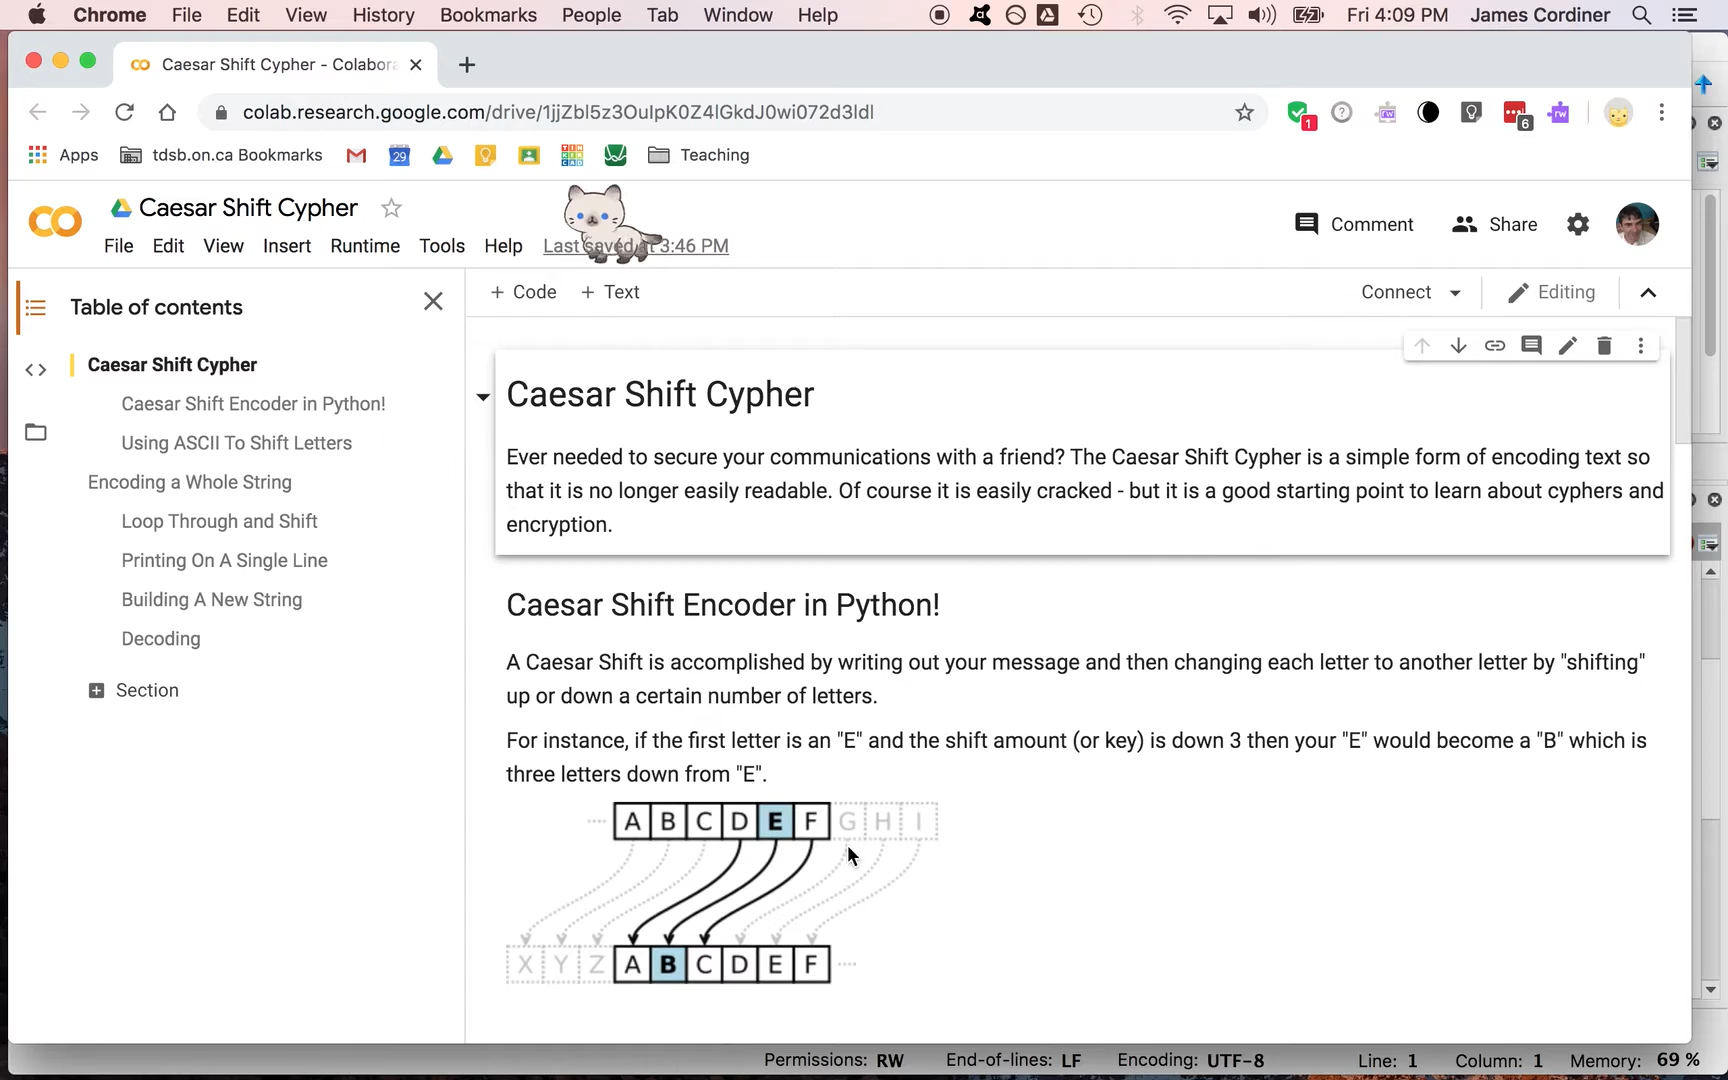 Chrome File Edit View History Bookmarks People Tab Window Help Fri 4:09 PM James Cordiner
Caesar Shift Cypher - Colabora
colab.research.google.com/drive/1jjZbl5z3OulpK0Z4lGkdJ0wi072d3ldl
1 6 rw
Apps tdsb.on.ca Bookmarks 29 TIN KER CAD Teaching
Caesar Shift Cypher
Comment Share
File Edit View Insert Runtime Tools Help Last saved at 3:46 PM
Table of contents
+ Code + Text Connect Editing
Caesar Shift Cypher
Caesar Shift Encoder in Python!
Using ASCII To Shift Letters
Encoding a Whole String
Loop Through and Shift
Printing On A Single Line
Building A New String
Decoding
Section
Caesar Shift Cypher
Ever needed to secure your communications with a friend? The Caesar Shift Cypher is a simple form of encoding text so
that it is no longer easily readable. Of course it is easily cracked - but it is a good starting point to learn about cyphers and
encryption.
Caesar Shift Encoder in Python!
A Caesar Shift is accomplished by writing out your message and then changing each letter to another letter by "shifting"
up or down a certain number of letters.
For instance, if the first letter is an "E" and the shift amount (or key) is down 3 then your "E" would become a "B" which is
three letters down from "E".
A B C D E F G H I
X Y Z A B C D E F
Permissions: RW End-of-lines: LF Encoding: UTF-8 Line: 1 Column: 1 Memory: 69 %